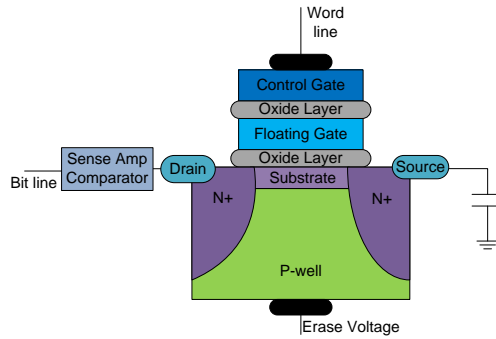 Word
line
Control Gate
Oxide Layer
Floating Gate
Oxide Layer
Sense Amp
Comparator
Drain
Source
Bit line
Substrate
N+
N+
P-well
Erase Voltage